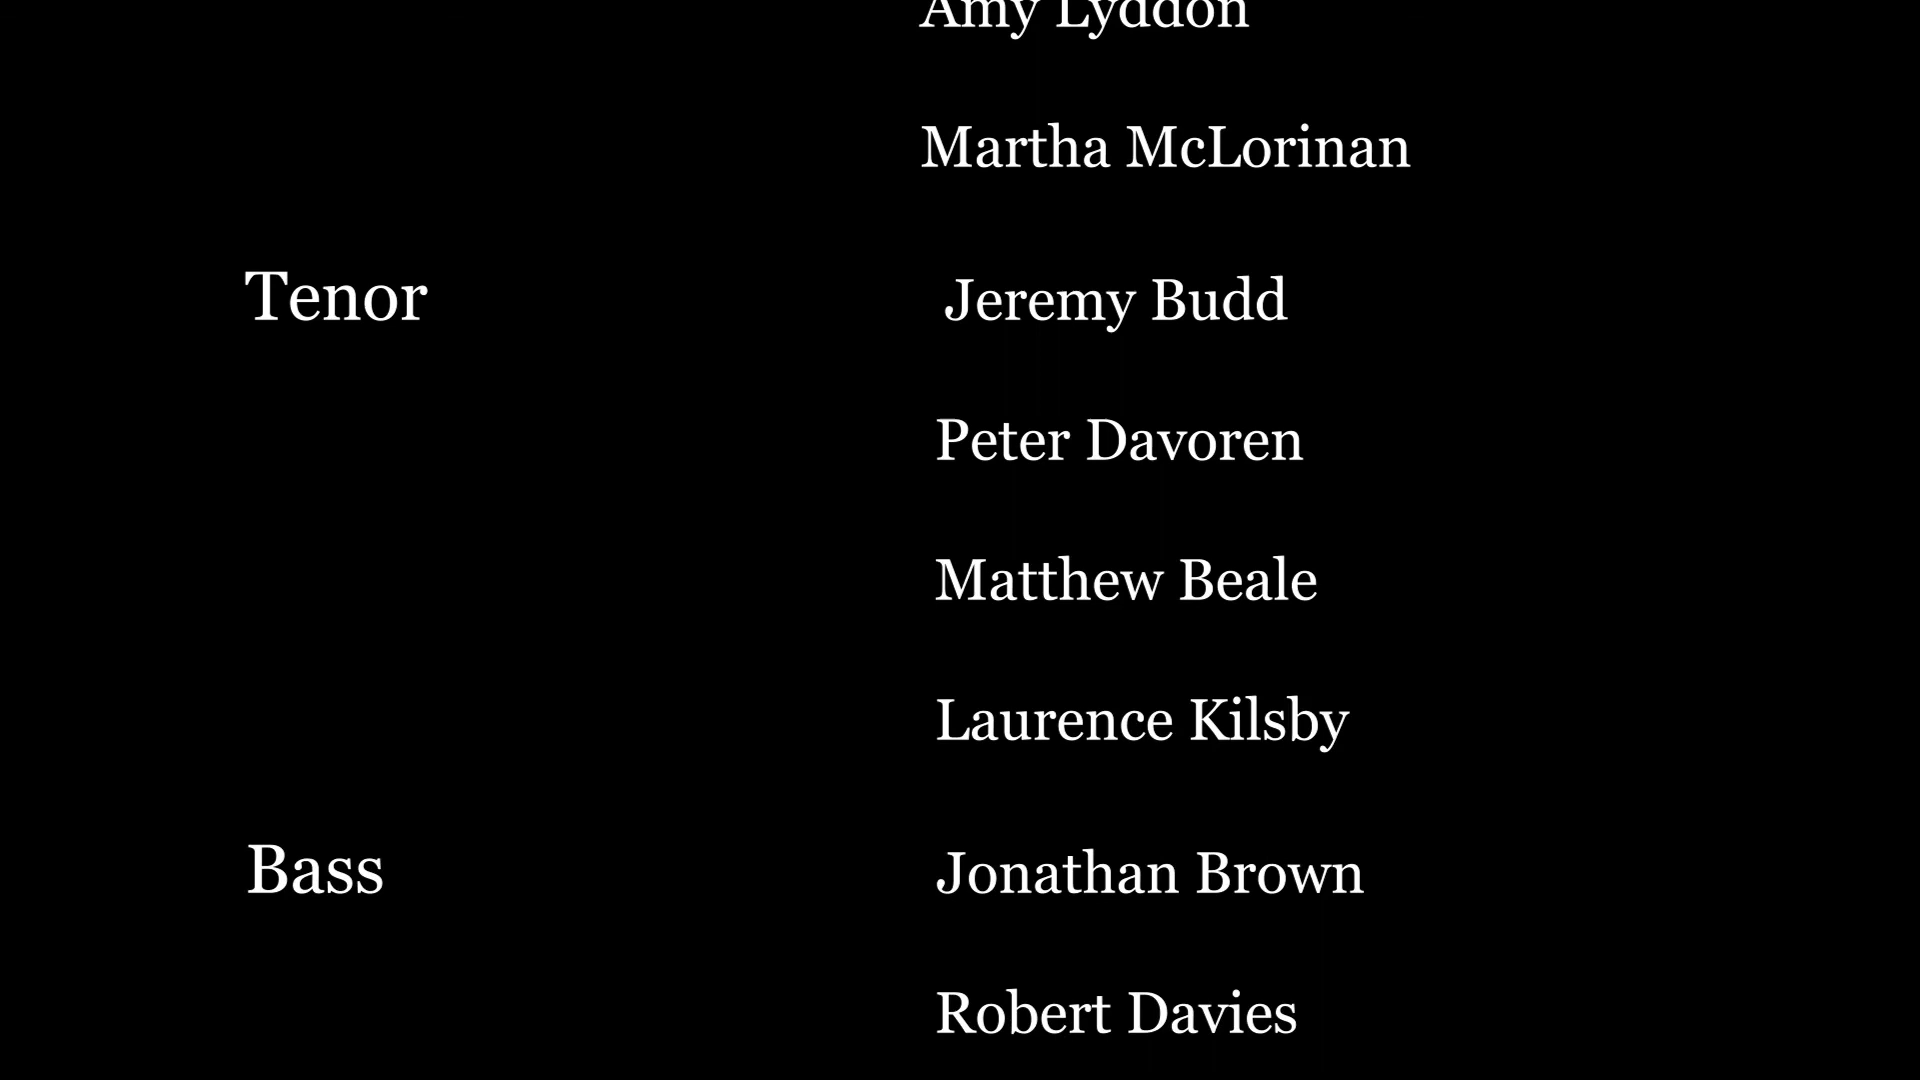 Amy Lyddon
Martha McLorinan
Tenor Jeremy Budd
Peter Davoren
Matthew Beale
Laurence Kilsby
Bass Jonathan Brown
Robert Davies